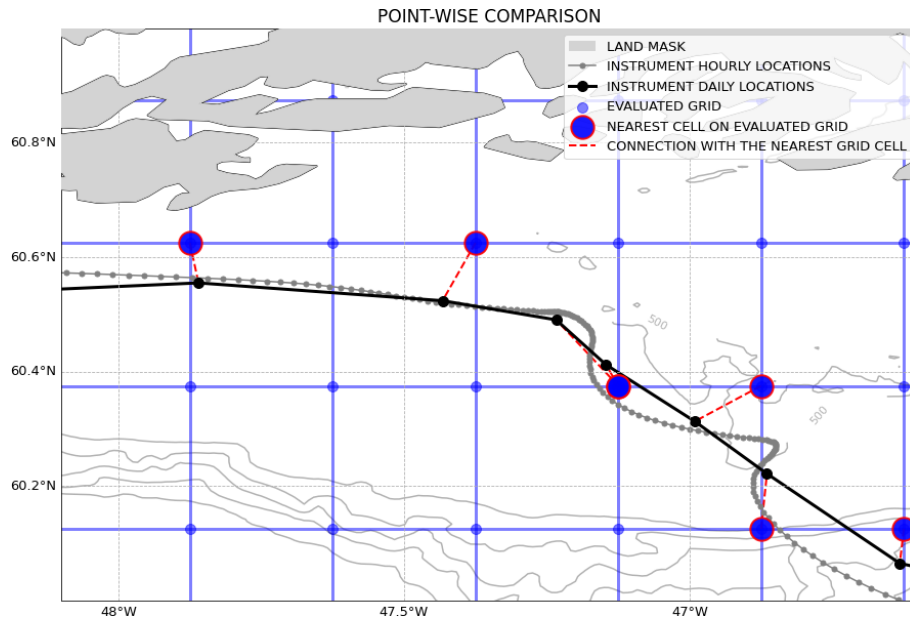 POINT-WISE COMPARISON
LAND MASK
INSTRUMENT HOURLY LOCATIONS
INSTRUMENT DAILY LOCATIONS
EVALUATED GRID
NEAREST CELL ON EVALUATED GRID
CONNECTION WITH THE NEAREST GRID CELL
60.8°N
60.6°N
500
60.4°N
500
60.2°N
48°W
47.5°W
47°W